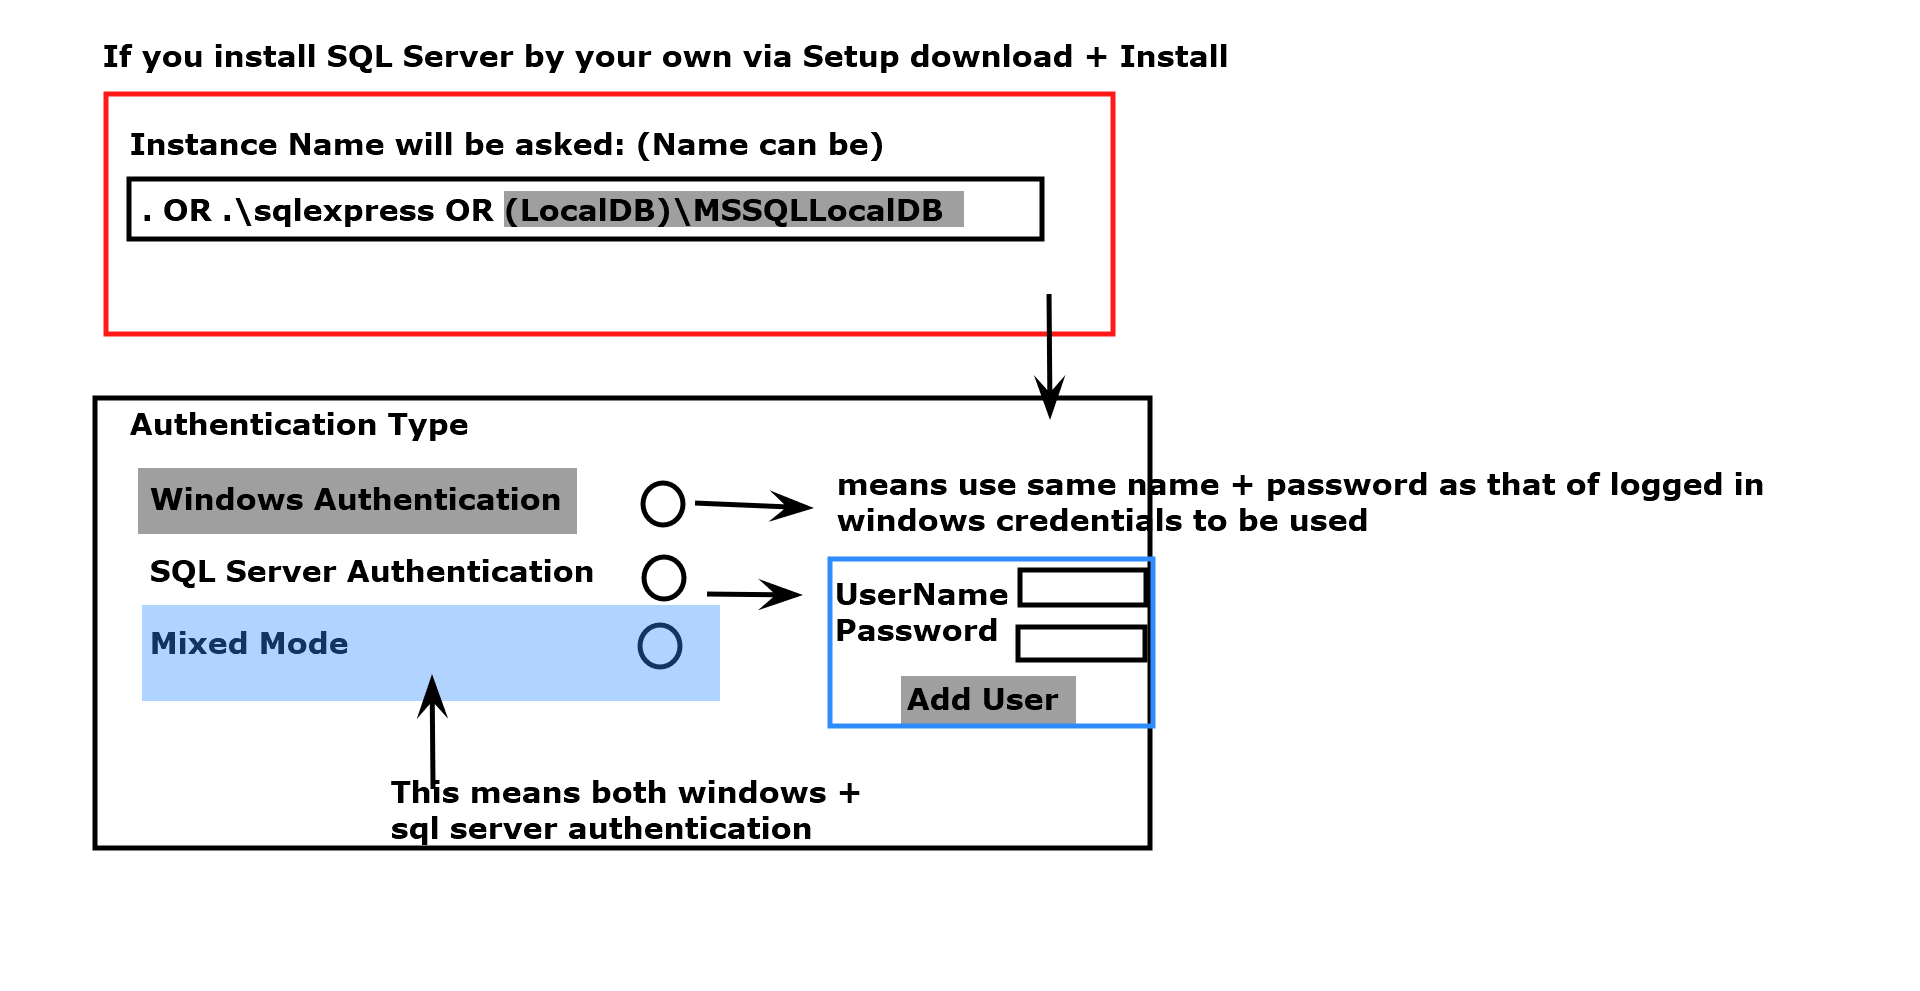 If you install SQL Server by your own via Setup download + Install
Instance Name will be asked: (Name can be)
. OR .\sqlexpress OR (LocalDB)\MSSQLLocalDB
Authentication Type
Windows Authentication
means use same name + password as that of logged in
windows credentials to be used
SQL Server Authentication
UserName
Password
Mixed Mode
Add User
This means both windows +
sql server authentication